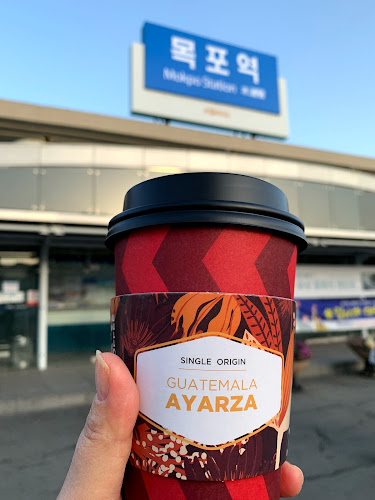 목포역
Mokpo Station
SINGLE ORIGIN
GUATEMALA
AYARZA